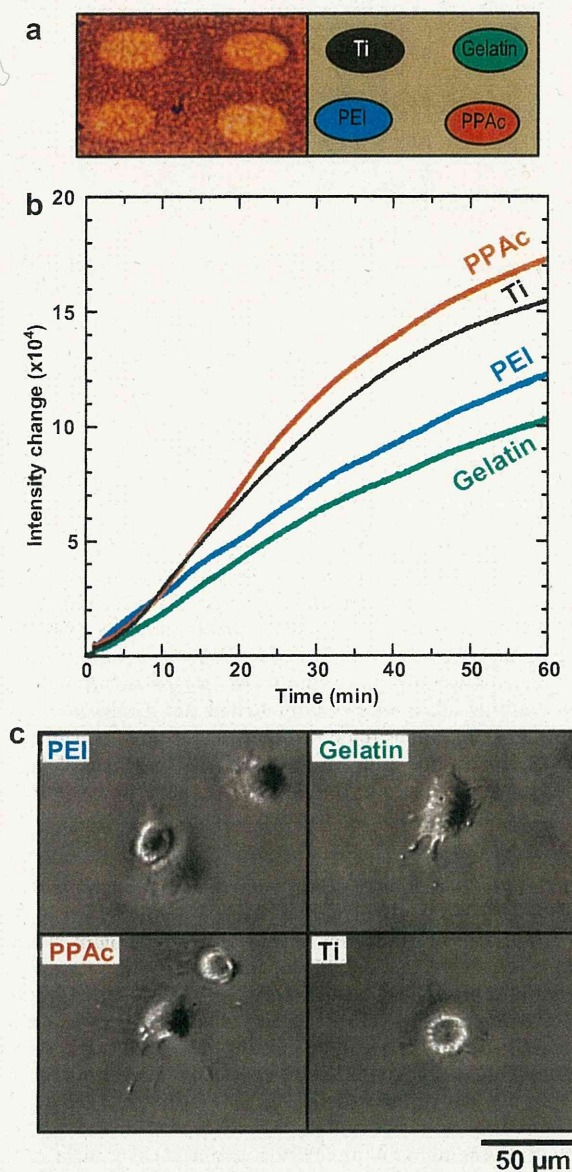 a
Ti Gelatin
PEI PPAc
b
20
15
10
5
0 10 20 30 40 50 60
Intensity change (x10⁴)
Time (min)
PPAc
Ti
PEI
Gelatin
c
PEI Gelatin
PPAc Ti
50 µm